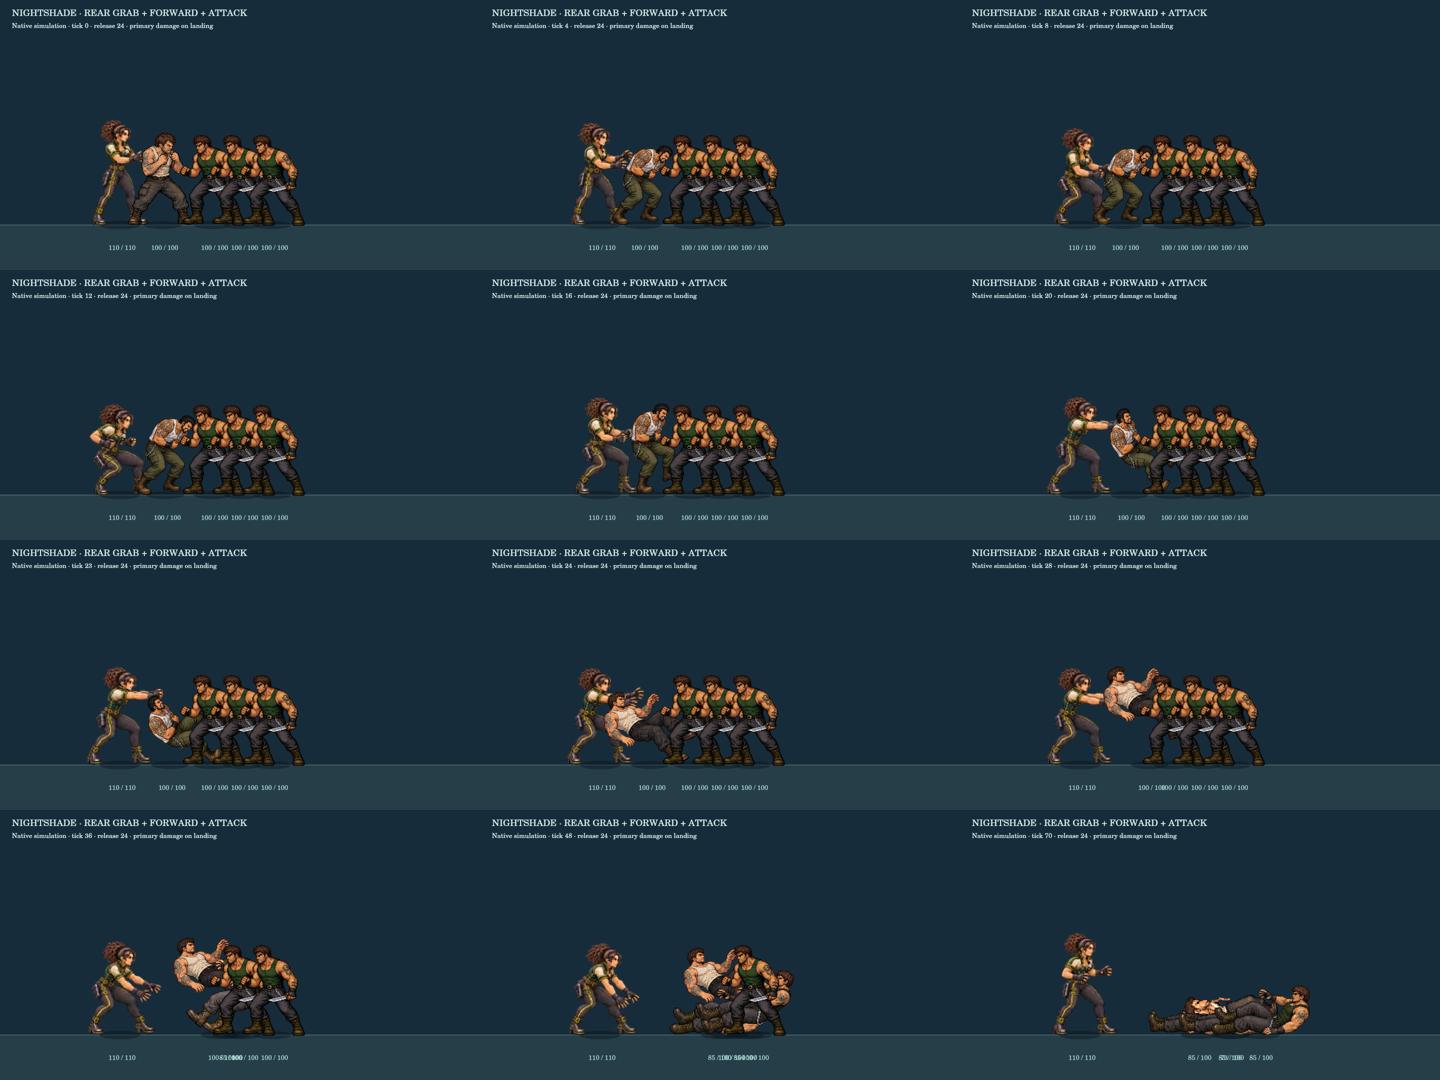 NIGHTSHADE · REAR GRAB + FORWARD + ATTACK
Native simulation · tick 0 · release 24 · primary damage on landing
110 / 110 100 / 100 100 / 100 100 / 100 100 / 100
NIGHTSHADE · REAR GRAB + FORWARD + ATTACK
Native simulation · tick 4 · release 24 · primary damage on landing
110 / 110 100 / 100 100 / 100 100 / 100 100 / 100
NIGHTSHADE · REAR GRAB + FORWARD + ATTACK
Native simulation · tick 8 · release 24 · primary damage on landing
110 / 110 100 / 100 100 / 100 100 / 100 100 / 100
NIGHTSHADE · REAR GRAB + FORWARD + ATTACK
Native simulation · tick 12 · release 24 · primary damage on landing
110 / 110 100 / 100 100 / 100 100 / 100 100 / 100
NIGHTSHADE · REAR GRAB + FORWARD + ATTACK
Native simulation · tick 16 · release 24 · primary damage on landing
110 / 110 100 / 100 100 / 100 100 / 100 100 / 100
NIGHTSHADE · REAR GRAB + FORWARD + ATTACK
Native simulation · tick 20 · release 24 · primary damage on landing
110 / 110 100 / 100 100 / 100 100 / 100 100 / 100
NIGHTSHADE · REAR GRAB + FORWARD + ATTACK
Native simulation · tick 23 · release 24 · primary damage on landing
110 / 110 100 / 100 100 / 100 100 / 100 100 / 100
NIGHTSHADE · REAR GRAB + FORWARD + ATTACK
Native simulation · tick 24 · release 24 · primary damage on landing
110 / 110 100 / 100 100 / 100 100 / 100 100 / 100
NIGHTSHADE · REAR GRAB + FORWARD + ATTACK
Native simulation · tick 28 · release 24 · primary damage on landing
110 / 110 100 / 100 / 100 100 / 100 100 / 100
NIGHTSHADE · REAR GRAB + FORWARD + ATTACK
Native simulation · tick 36 · release 24 · primary damage on landing
110 / 110 / 100 100 / 100
NIGHTSHADE · REAR GRAB + FORWARD + ATTACK
Native simulation · tick 48 · release 24 · primary damage on landing
110 / 110 85 / 100
NIGHTSHADE · REAR GRAB + FORWARD + ATTACK
Native simulation · tick 70 · release 24 · primary damage on landing
110 / 110 85 / 100 85 / 100